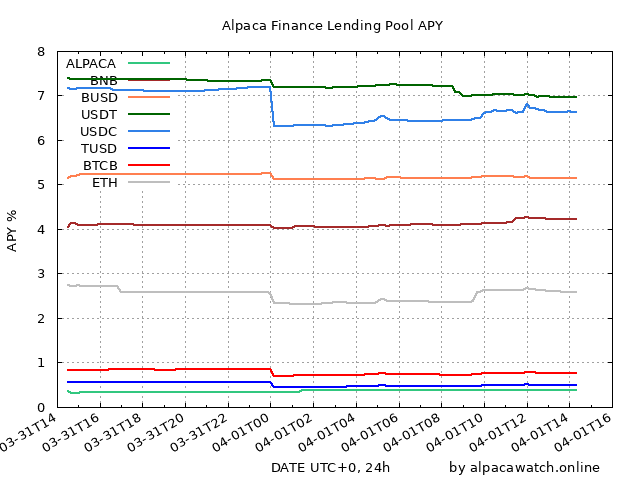 Alpaca Finance Lending Pool APY
8
7
6
5
4
3
2
1
0
APY %
ALPACA
BNB
BUSD
USDT
USDC
TUSD
BTCB
ETH
03-31T14
03-31T16
03-31T18
03-31T20
03-31T22
04-01T00
04-01T02
04-01T04
04-01T06
04-01T08
04-01T10
04-01T12
04-01T14
04-01T16
DATE UTC+0, 24h
by alpacawatch.online